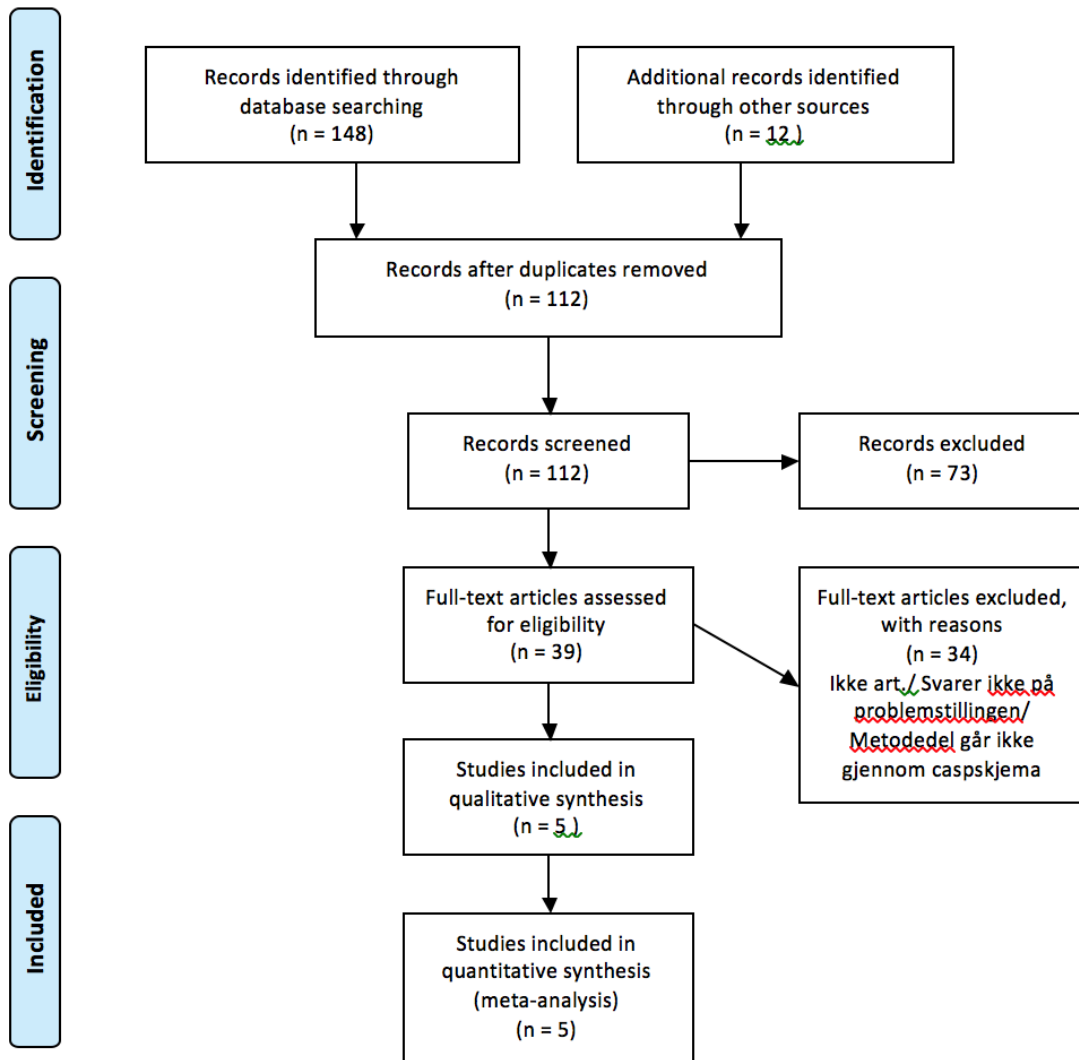 Identification
Records identified through
database searching
(n = 148)
Additional records identified
through other sources
(n = 12 )
Records after duplicates removed
(n = 112)
Screening
Records screened
(n = 112)
Records excluded
(n = 73)
Eligibility
Full-text articles assessed
for eligibility
(n = 39)
Full-text articles excluded,
with reasons
(n = 34)
Ikke art./ Svarer ikke på
problemstillingen/
Metodedel går ikke
gjennom caspskjema
Studies included in
qualitative synthesis
(n = 5 )
Included
Studies included in
quantitative synthesis
(meta-analysis)
(n = 5)